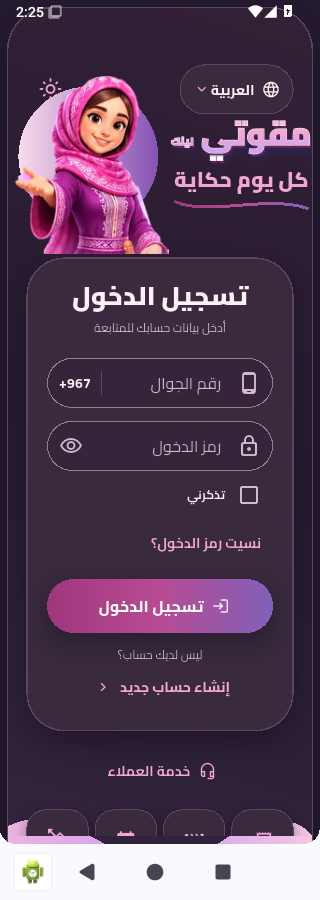 2:25
العربية
مقوتي ليك
كل يوم حكاية
تسجيل الدخول
أدخل بيانات حسابك للمتابعة
رقم الجوال
+967
رمز الدخول
تذكرني
نسيت رمز الدخول؟
تسجيل الدخول
ليس لديك حساب؟
إنشاء حساب جديد
خدمة العملاء